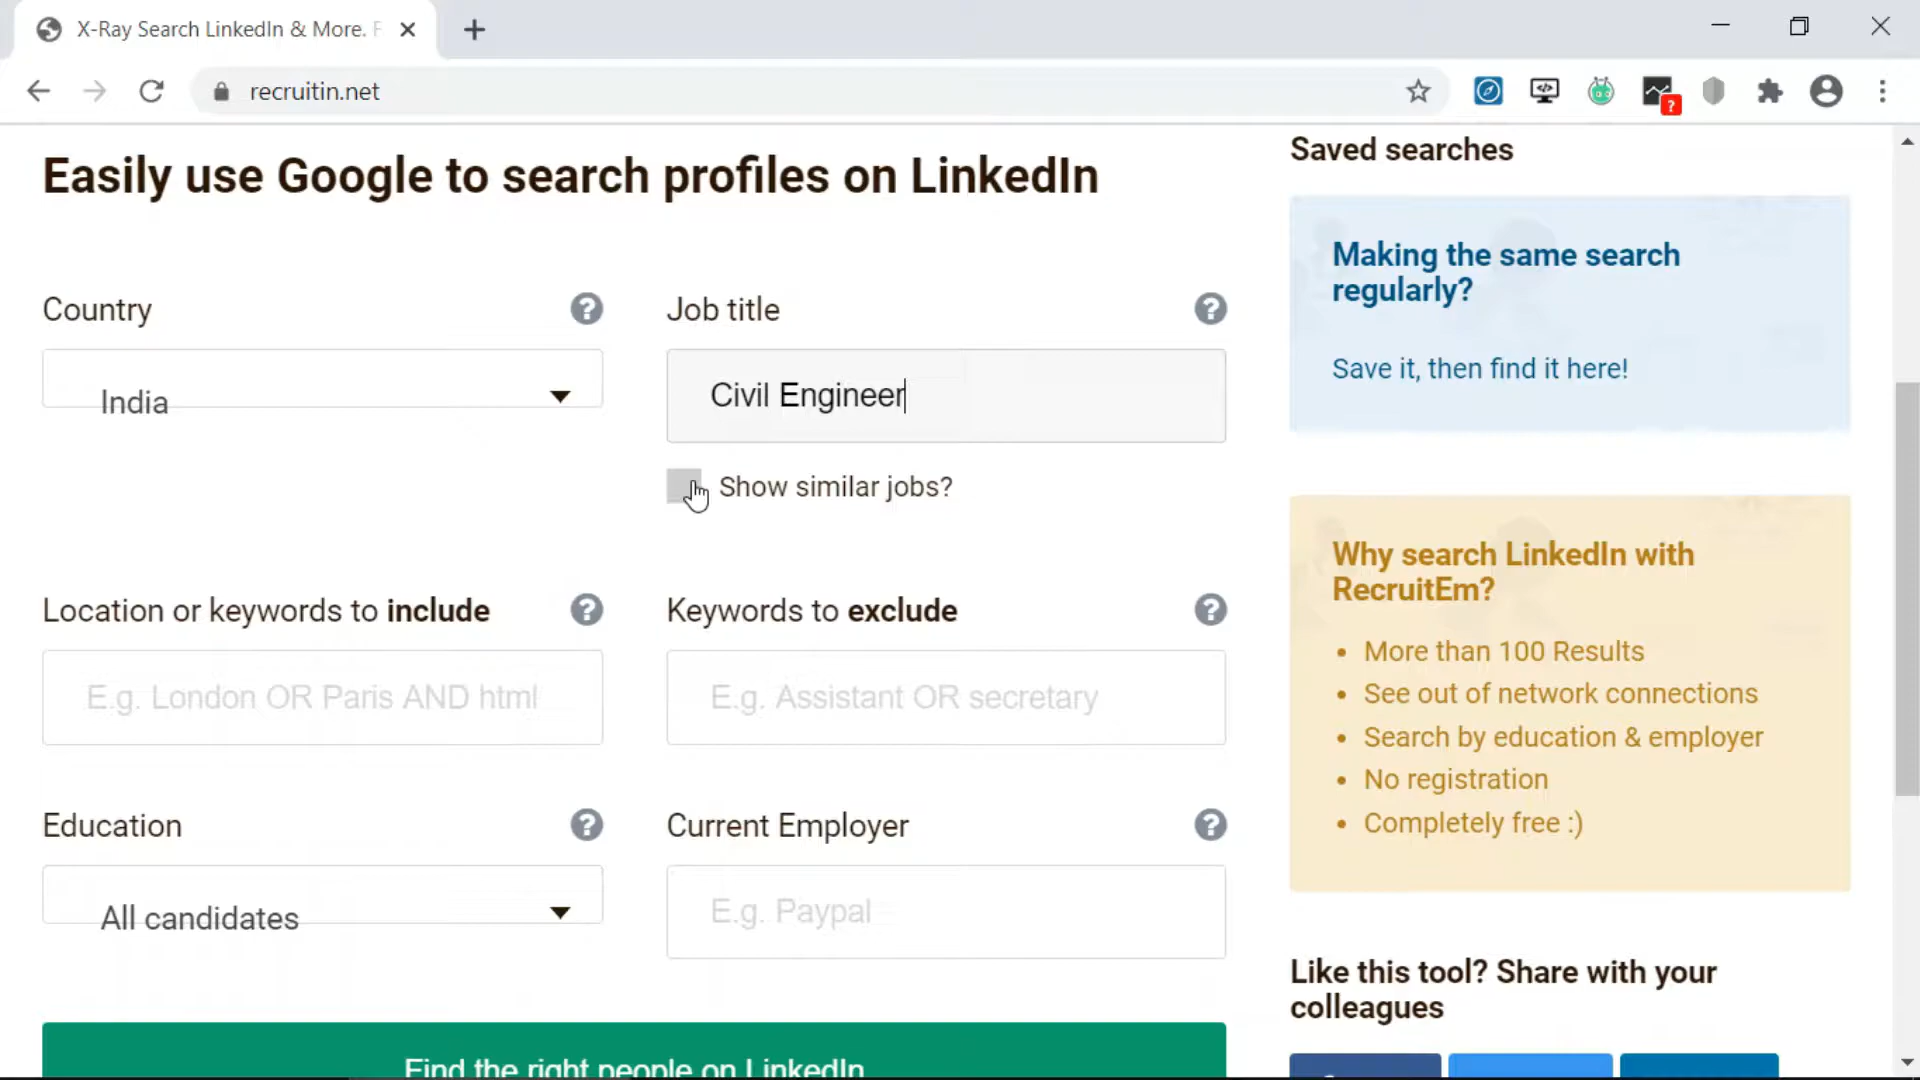 X-Ray Search LinkedIn & More.
recruitin.net
?
Easily use Google to search profiles on LinkedIn
Country ?
India
Job title ?
Civil Engineer
Show similar jobs?
Location or keywords to include ?
E.g. London OR Paris AND html
Keywords to exclude ?
E.g. Assistant OR secretary
Education ?
All candidates
Current Employer ?
E.g. Paypal
Find the right people on LinkedIn
Saved searches
Making the same search
regularly?
Save it, then find it here!
Why search LinkedIn with
RecruitEm?
• More than 100 Results
• See out of network connections
• Search by education & employer
• No registration
• Completely free :)
Like this tool? Share with your
colleagues